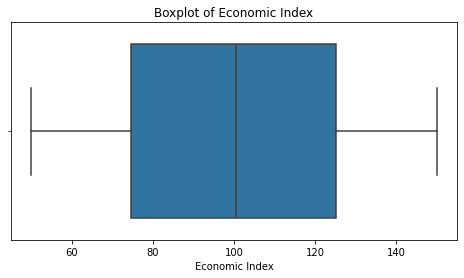 Boxplot of Economic Index
60 80 100 120 140
Economic Index